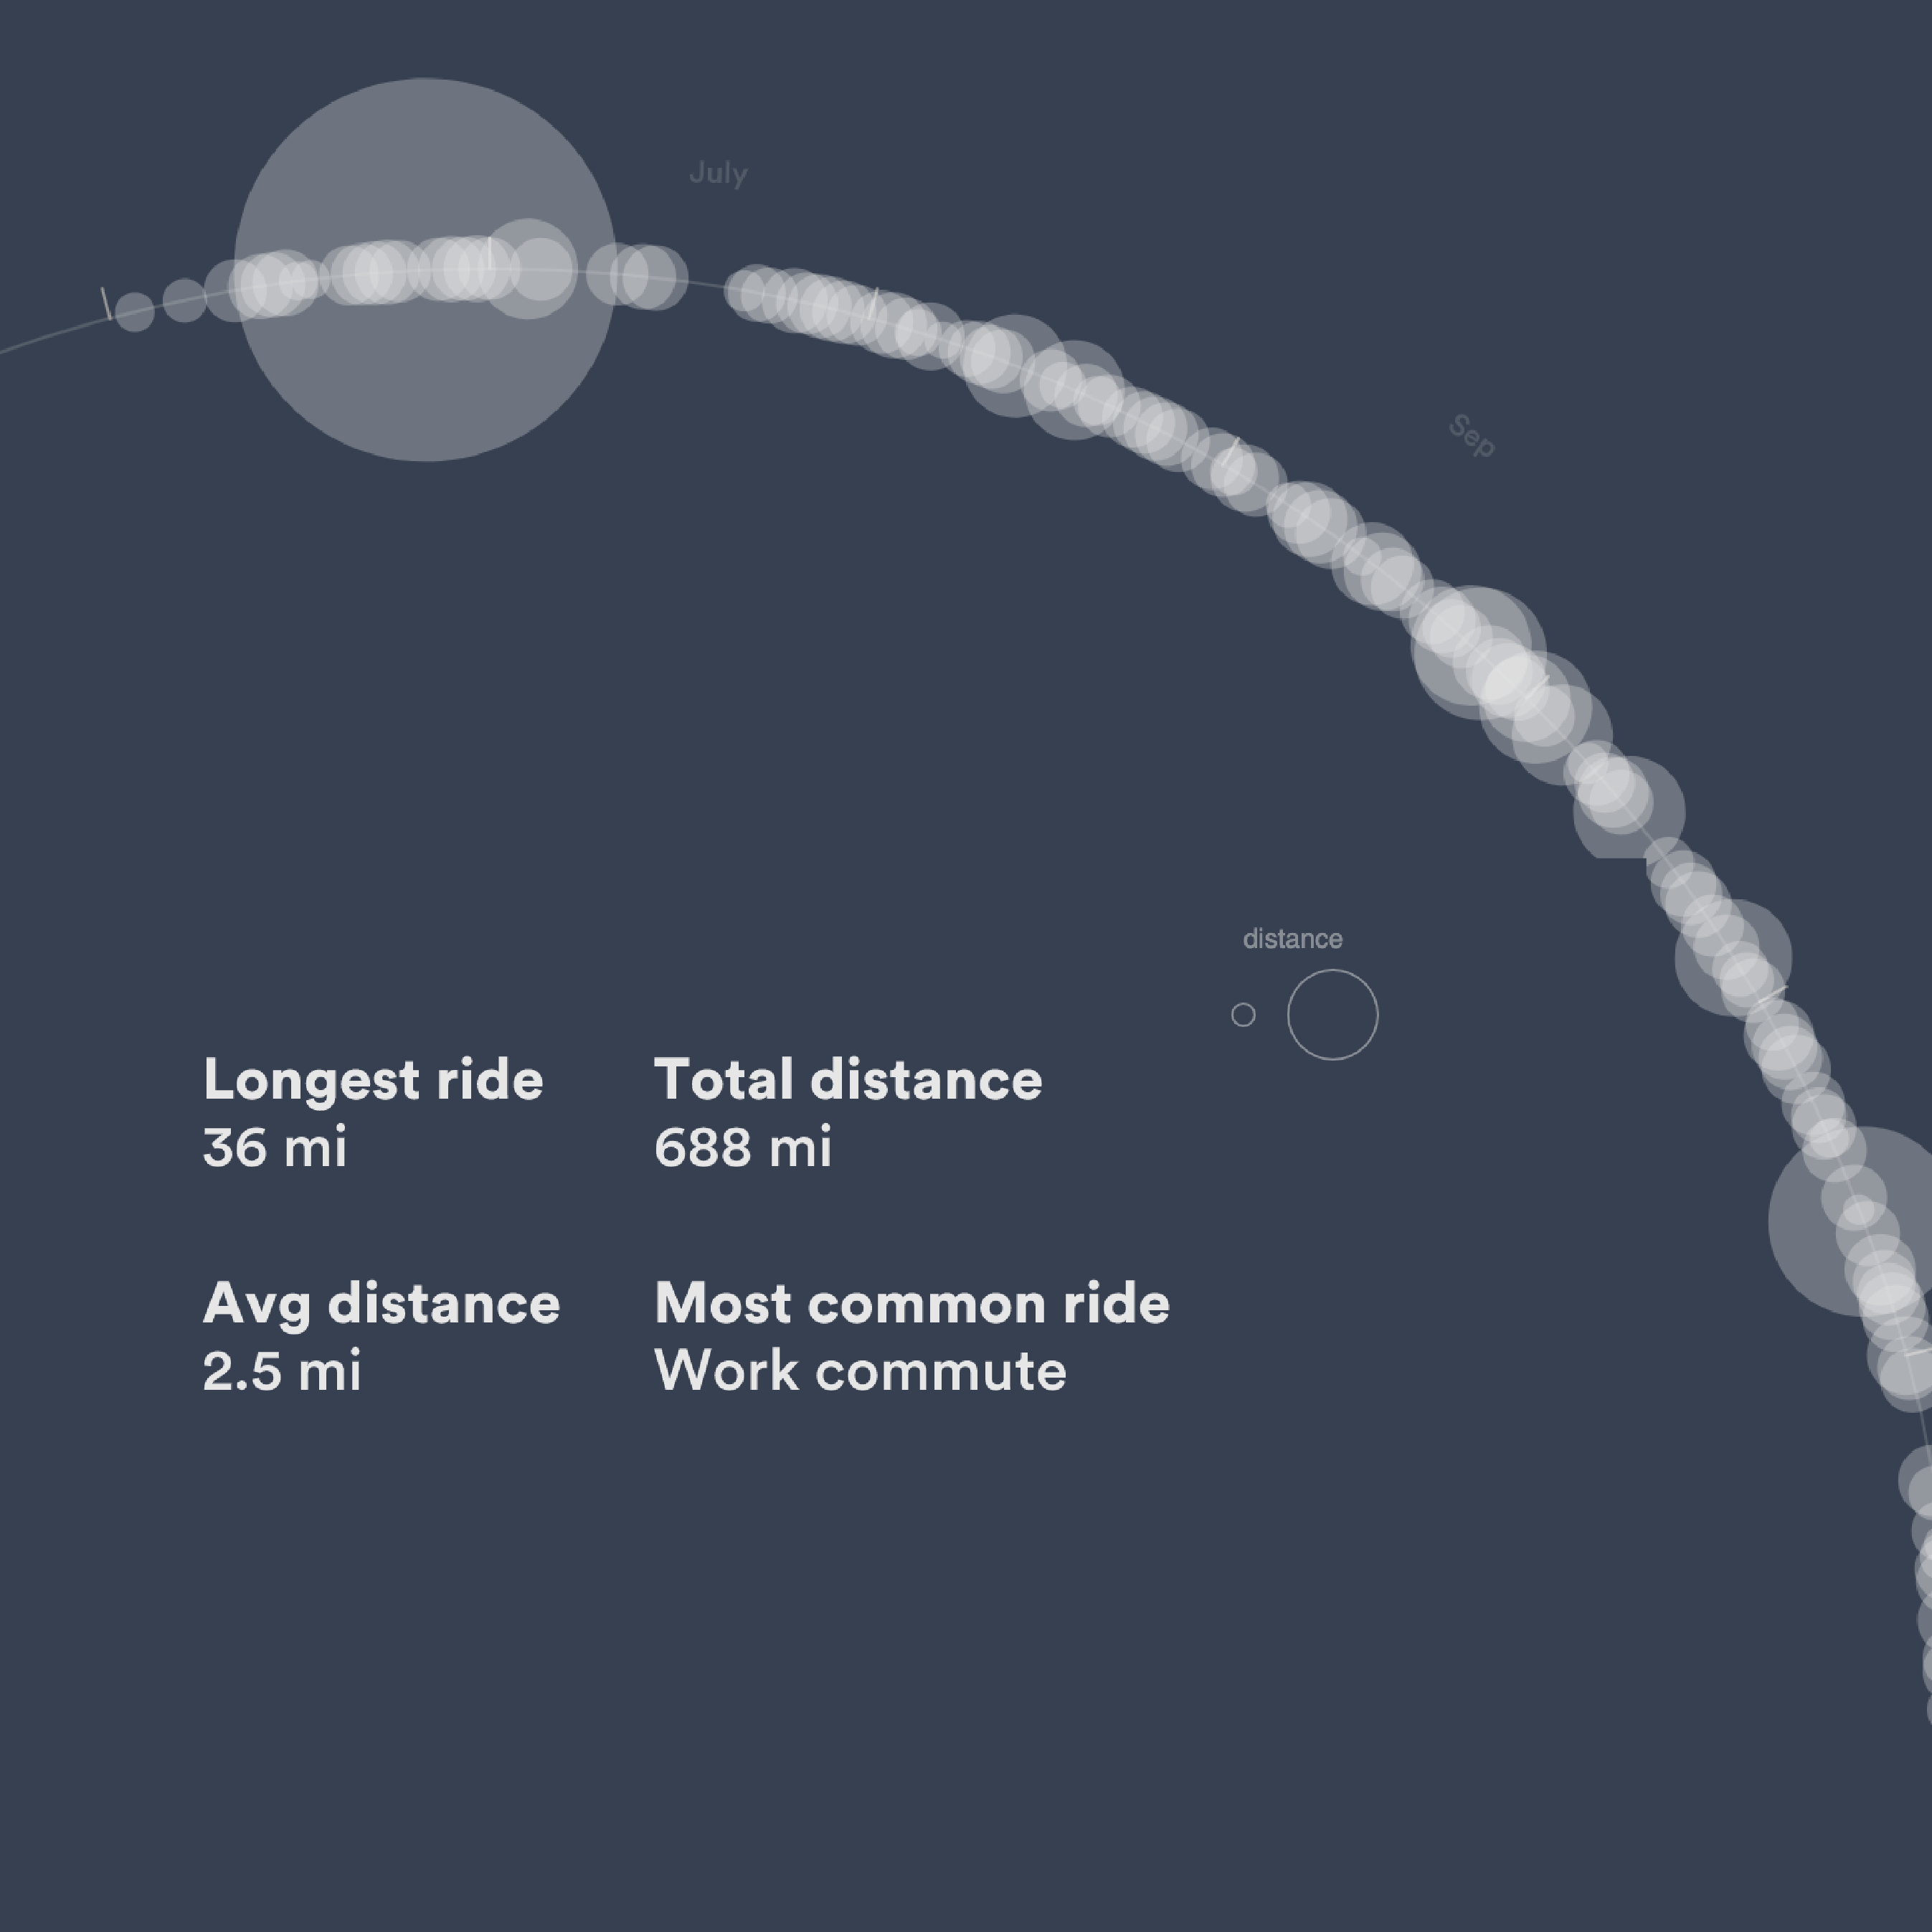 July
Sep
distance
Longest ride
36 mi
Total distance
688 mi
Avg distance
2.5 mi
Most common ride
Work commute